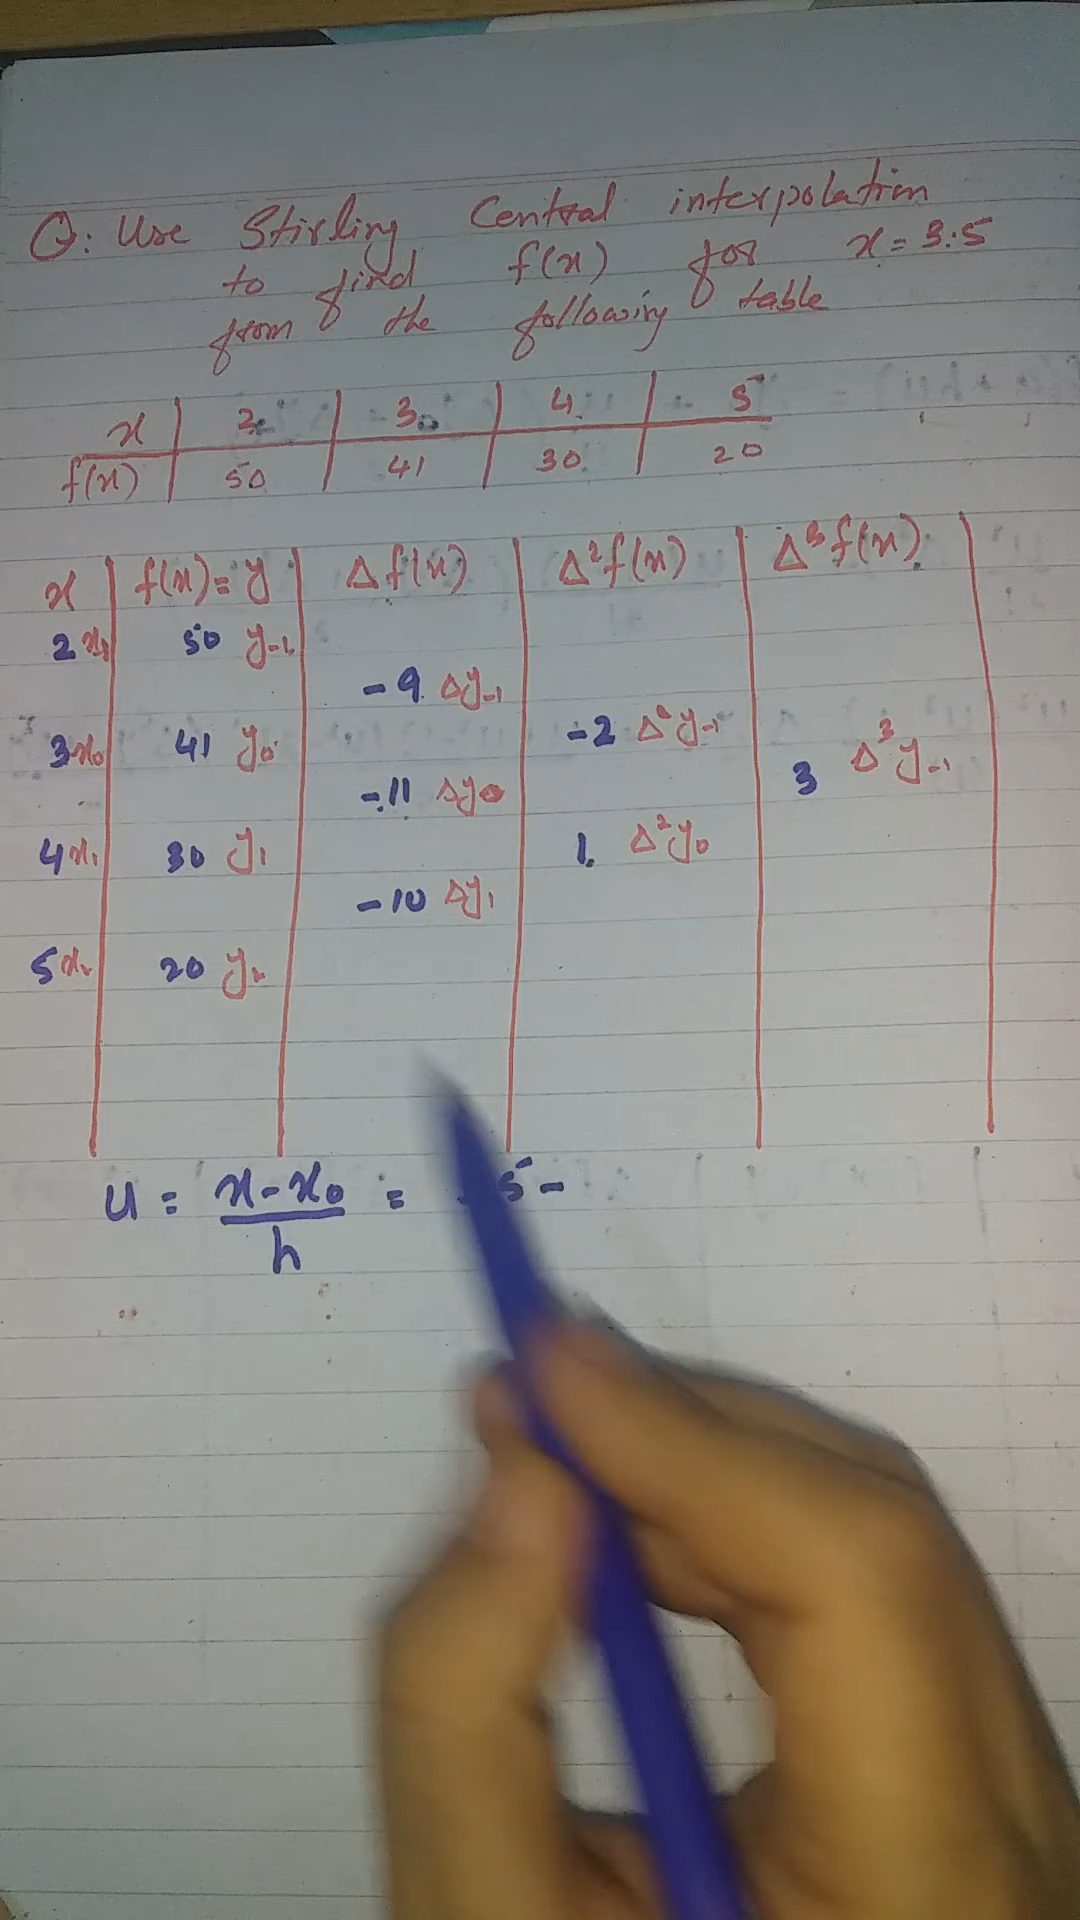 Q: Use Stirling Central interpolation
to find f(x) for x = 3.5
from the following table
x 2 3 4 5
f(x) 50 41 30 20
x f(x) = y Δf(x) Δ²f(x) Δ³f(x)
2 50 y₋₁
-9 Δy₋₁
3 x₀ 41 y₀ -2 Δ²y₋₁
-11 Δy₀ 3 Δ³y₋₁
4 x₁ 30 y₁ 1 Δ²y₀
-10 Δy₁
5 x₂ 20 y₂
U = x - x₀ / h = 5 -